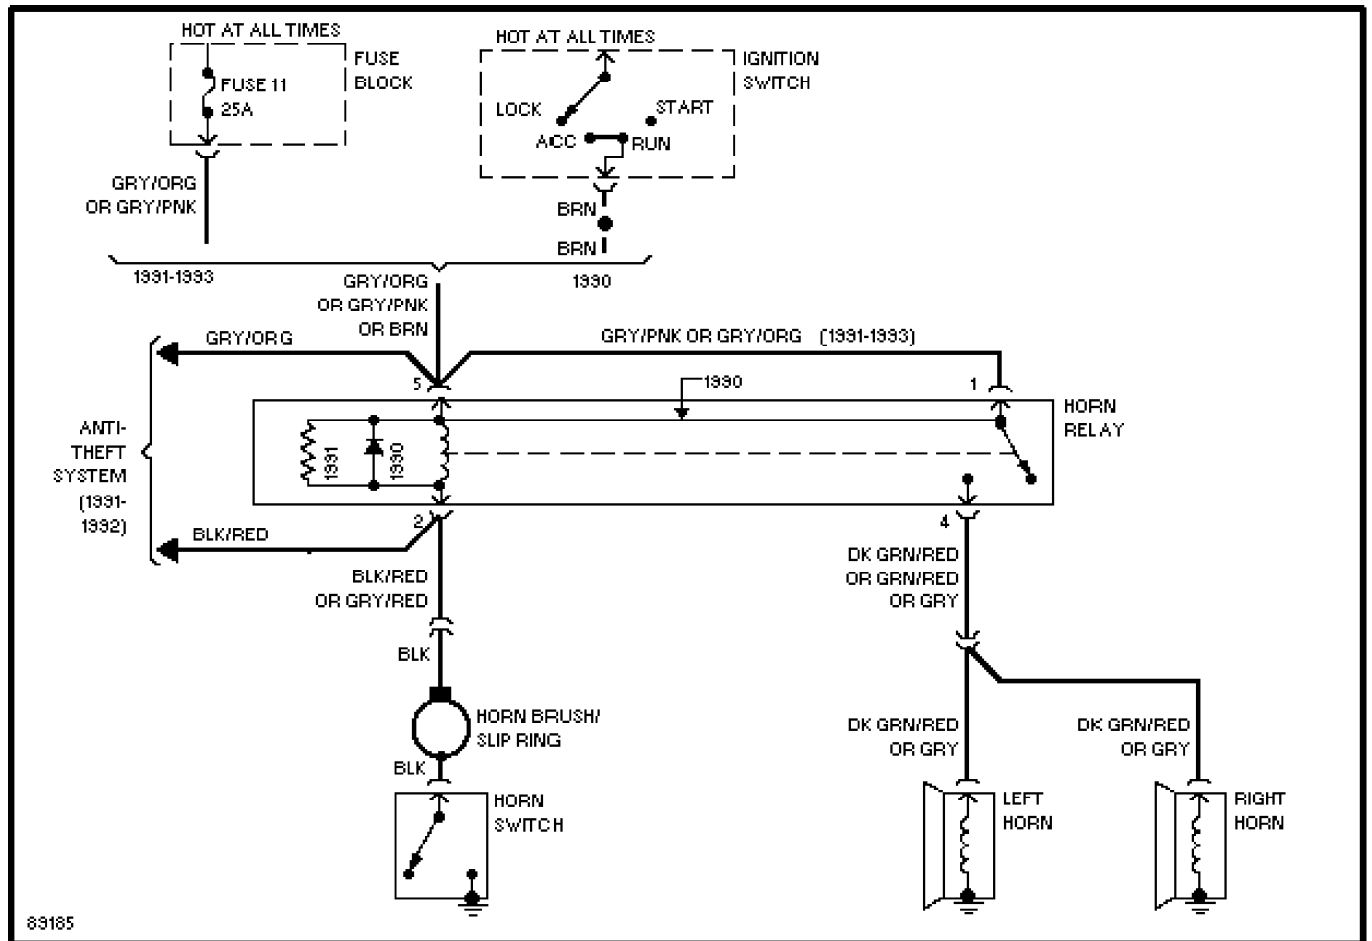 HOT AT ALL TIMES
FUSE
BLOCK
FUSE 11
25A
GRY/ORG
OR GRY/PNK
HOT AT ALL TIMES
IGNITION
SWITCH
LOCK
START
ACC
RUN
BRN
BRN
1991-1993
1990
GRY/ORG
OR GRY/PNK
OR BRN
GRY/ORG
GRY/PNK OR GRY/ORG (1991-1993)
5
1990
1
HORN
RELAY
ANTI-
THEFT
SYSTEM
(1991-
1992)
1991
1990
2
4
BLK/RED
BLK/RED
OR GRY/RED
DK GRN/RED
OR GRN/RED
OR GRY
BLK
HORN BRUSH/
SLIP RING
BLK
DK GRN/RED
OR GRY
DK GRN/RED
OR GRY
HORN
SWITCH
LEFT
HORN
RIGHT
HORN
89185